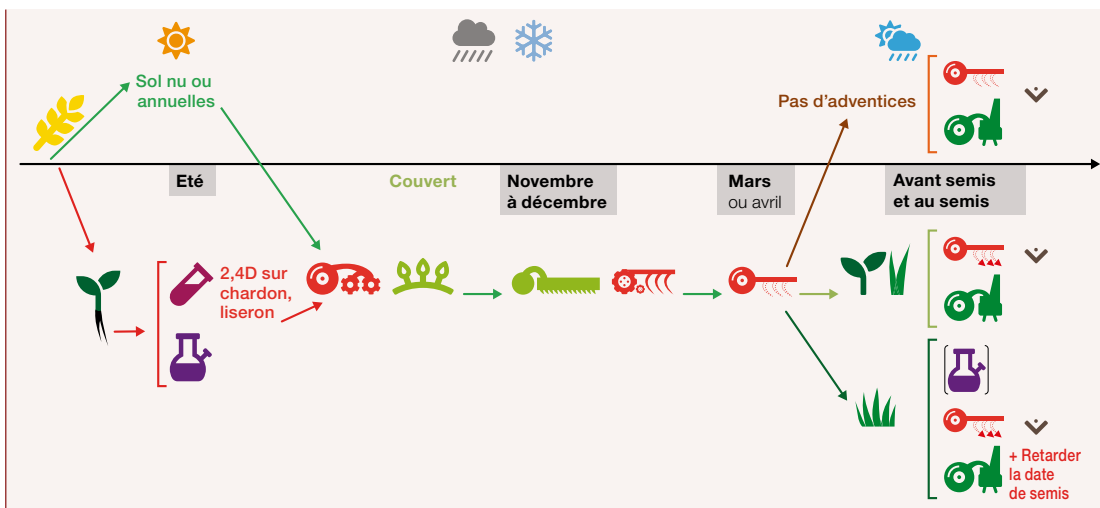 Sol nu ou
annuelles
Pas d'adventices
Eté
Couvert
Novembre
à décembre
Mars
ou avril
Avant semis
et au semis
2,4D sur
chardon,
liseron
+ Retarder
la date
de semis